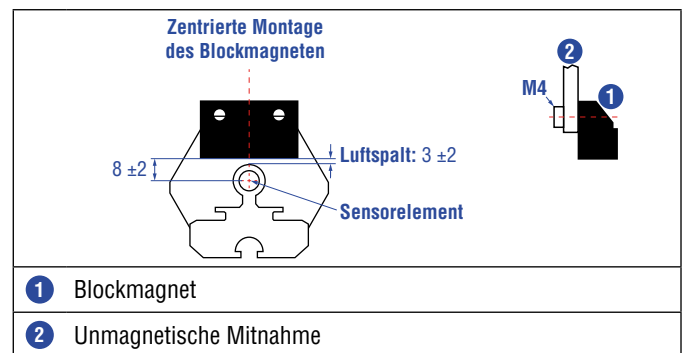 Zentrierte Montage
des Blockmagneten
2
M4
1
Luftspalt: 3 ±2
8 ±2
Sensorelement
1 Blockmagnet
2 Unmagnetische Mitnahme